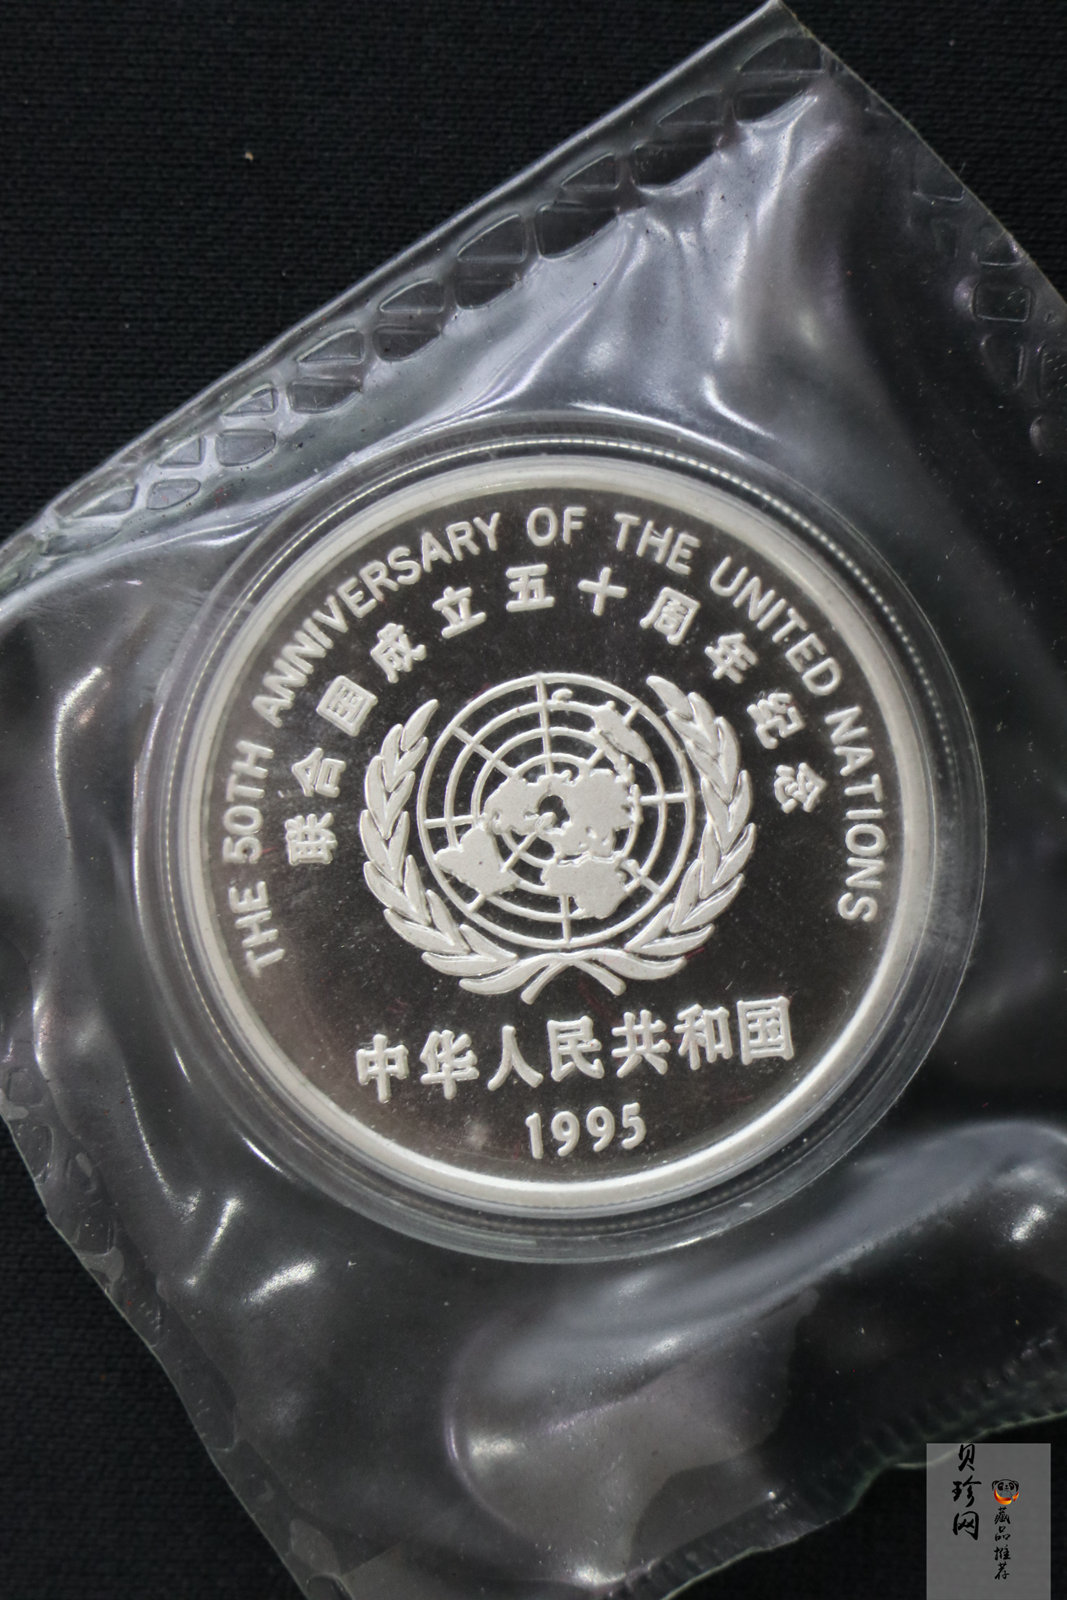 THE 50TH ANNIVERSARY OF THE UNITED NATIONS
联合国成立五十周年纪念
中华人民共和国
1995
贝珍网
藏品推荐